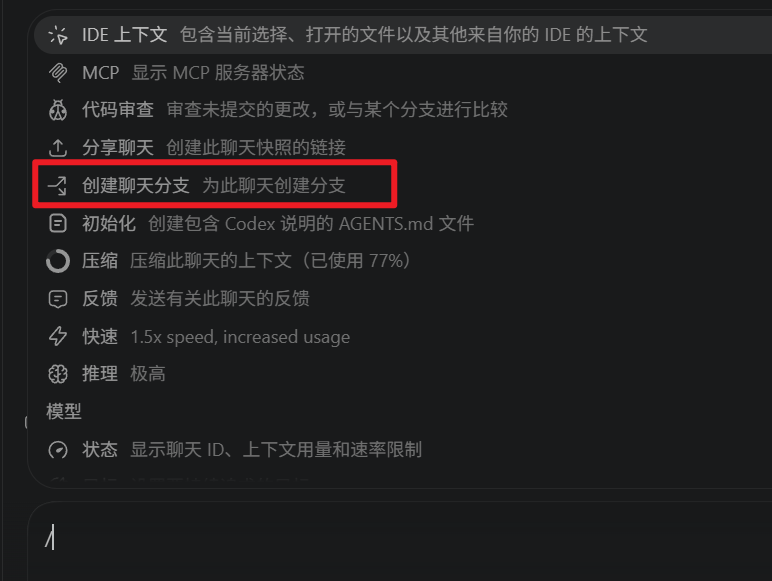 IDE 上下文 包含当前选择、打开的文件以及其他来自你的 IDE 的上下文
MCP 显示 MCP 服务器状态
代码审查 审查未提交的更改，或与某个分支进行比较
分享聊天 创建此聊天快照的链接
创建聊天分支 为此聊天创建分支
初始化 创建包含 Codex 说明的 AGENTS.md 文件
压缩 压缩此聊天的上下文（已使用 77%）
反馈 发送有关此聊天的反馈
快速 1.5x speed, increased usage
推理 极高
模型
状态 显示聊天 ID、上下文用量和速率限制
/